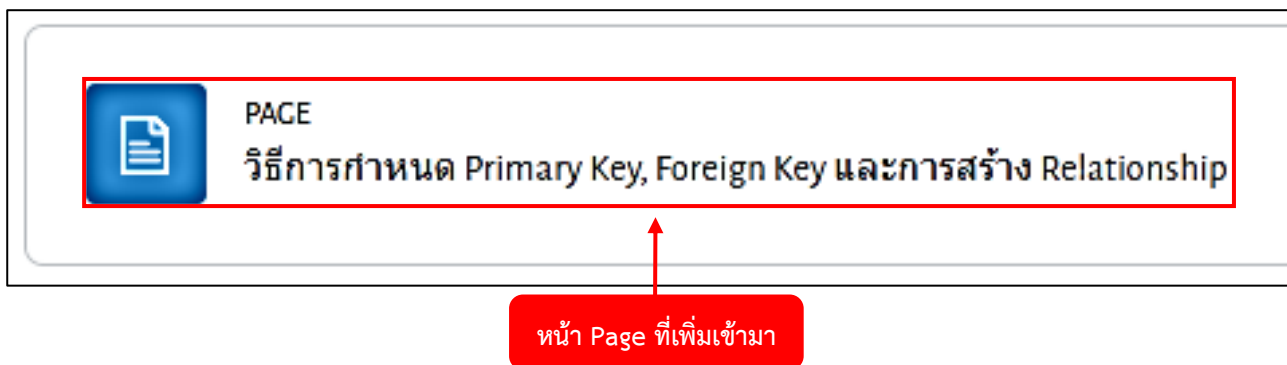 PAGE
วิธีการกำหนด Primary Key, Foreign Key และการสร้าง Relationship
หน้า Page ที่เพิ่มเข้ามา